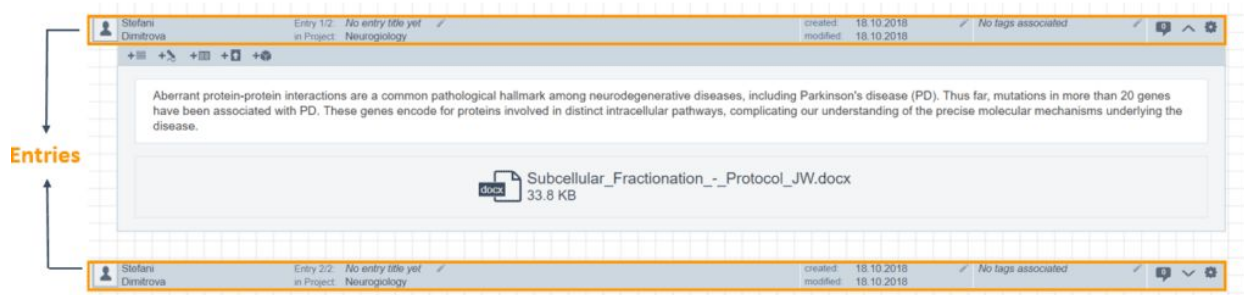 Stefani Entry 1/2: No entry title yet created: 18.10.2018 No tags associated 0
Dimitrova in Project: Neurogiology modified: 18.10.2018
Aberrant protein-protein interactions are a common pathological hallmark among neurodegenerative diseases, including Parkinson's disease (PD). Thus far, mutations in more than 20 genes
have been associated with PD. These genes encode for proteins involved in distinct intracellular pathways, complicating our understanding of the precise molecular mechanisms underlying the
disease.
Entries
docx Subcellular_Fractionation_-_Protocol_JW.docx
33.8 KB
Stefani Entry 2/2: No entry title yet created: 18.10.2018 No tags associated 0
Dimitrova in Project: Neurogiology modified: 18.10.2018